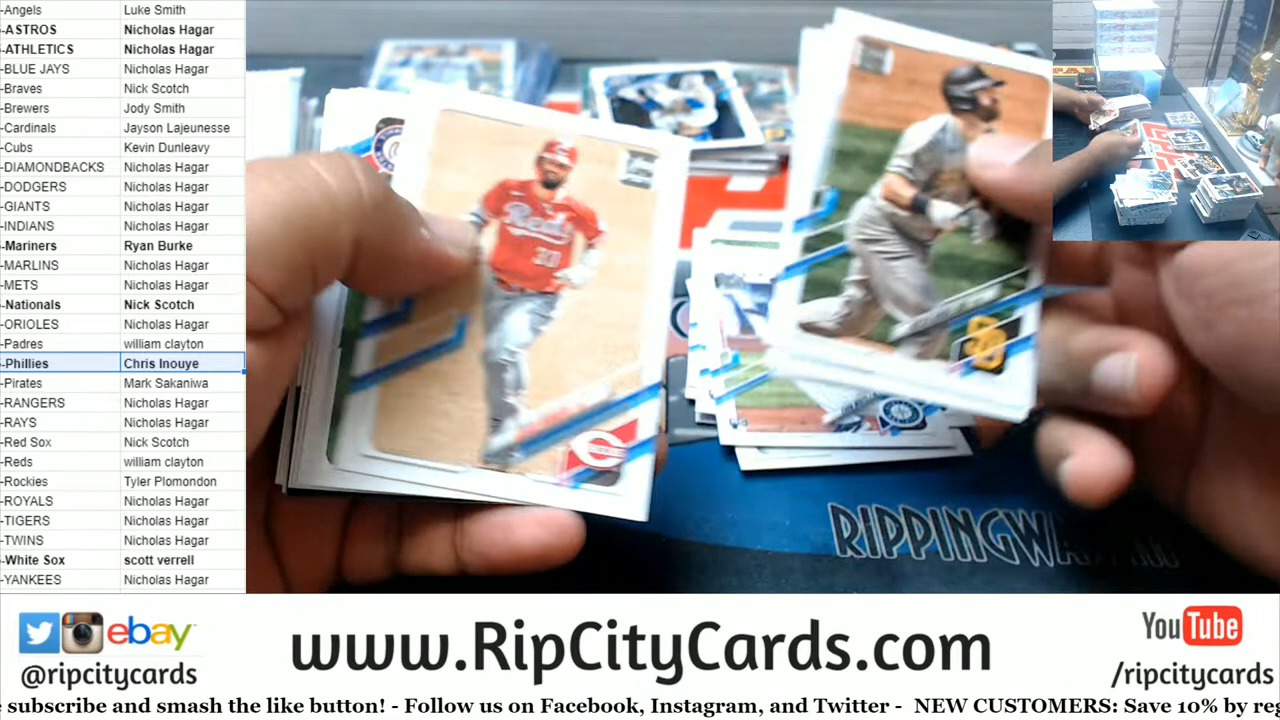 -Angels Luke Smith
-ASTROS Nicholas Hagar
-ATHLETICS Nicholas Hagar
-BLUE JAYS Nicholas Hagar
-Braves Nick Scotch
-Brewers Jody Smith
-Cardinals Jayson Lajeunesse
-Cubs Kevin Dunleavy
-DIAMONDBACKS Nicholas Hagar
-DODGERS Nicholas Hagar
-GIANTS Nicholas Hagar
-INDIANS Nicholas Hagar
-Mariners Ryan Burke
-MARLINS Nicholas Hagar
-METS Nicholas Hagar
-Nationals Nick Scotch
-ORIOLES Nicholas Hagar
-Padres william clayton
-Phillies Chris Inouye
-Pirates Mark Sakaniwa
-RANGERS Nicholas Hagar
-RAYS Nicholas Hagar
-Red Sox Nick Scotch
-Reds william clayton
-Rockies Tyler Plomondon
-ROYALS Nicholas Hagar
-TIGERS Nicholas Hagar
-TWINS Nicholas Hagar
-White Sox scott verrell
-YANKEES Nicholas Hagar
Reds
30
SD
RIPPINGWA
ebay
@ripcitycards
www.RipCityCards.com
YouTube
/ripcitycards
subscribe and smash the like button! - Follow us on Facebook, Instagram, and Twitter - NEW CUSTOMERS: Save 10% by